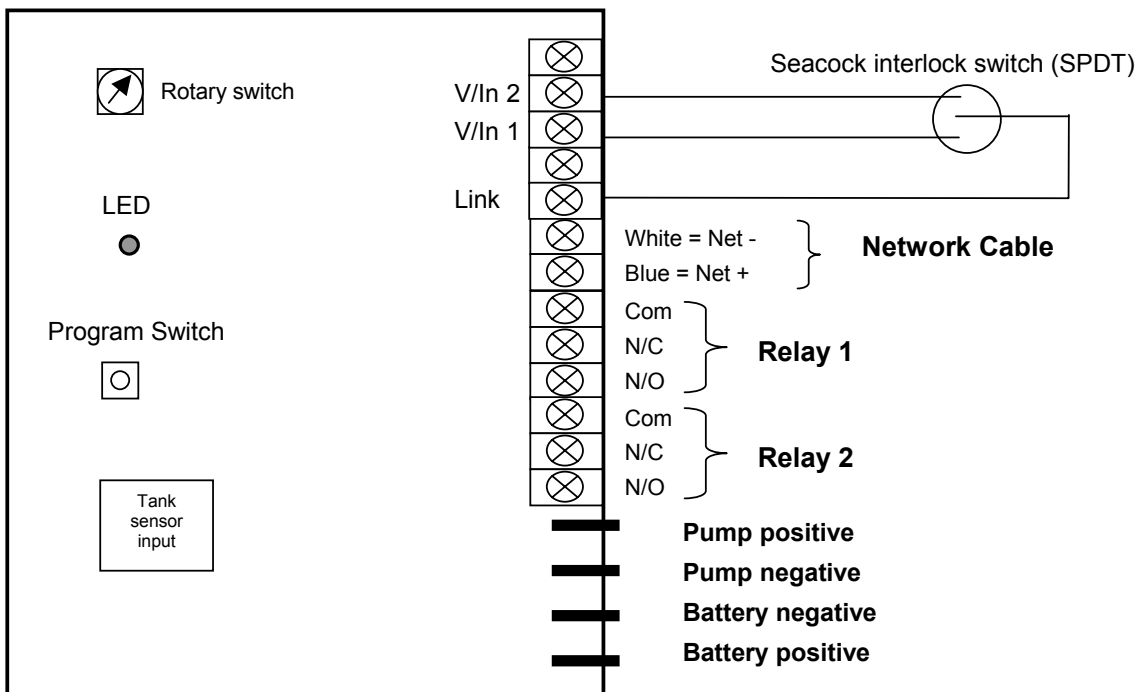 Seacock interlock switch (SPDT)
Rotary switch
V/In 2
V/In 1
Link
LED
White = Net -
Blue = Net +
Network Cable
Program Switch
Com
N/C
N/O
Relay 1
Com
N/C
N/O
Relay 2
Tank
sensor
input
Pump positive
Pump negative
Battery negative
Battery positive